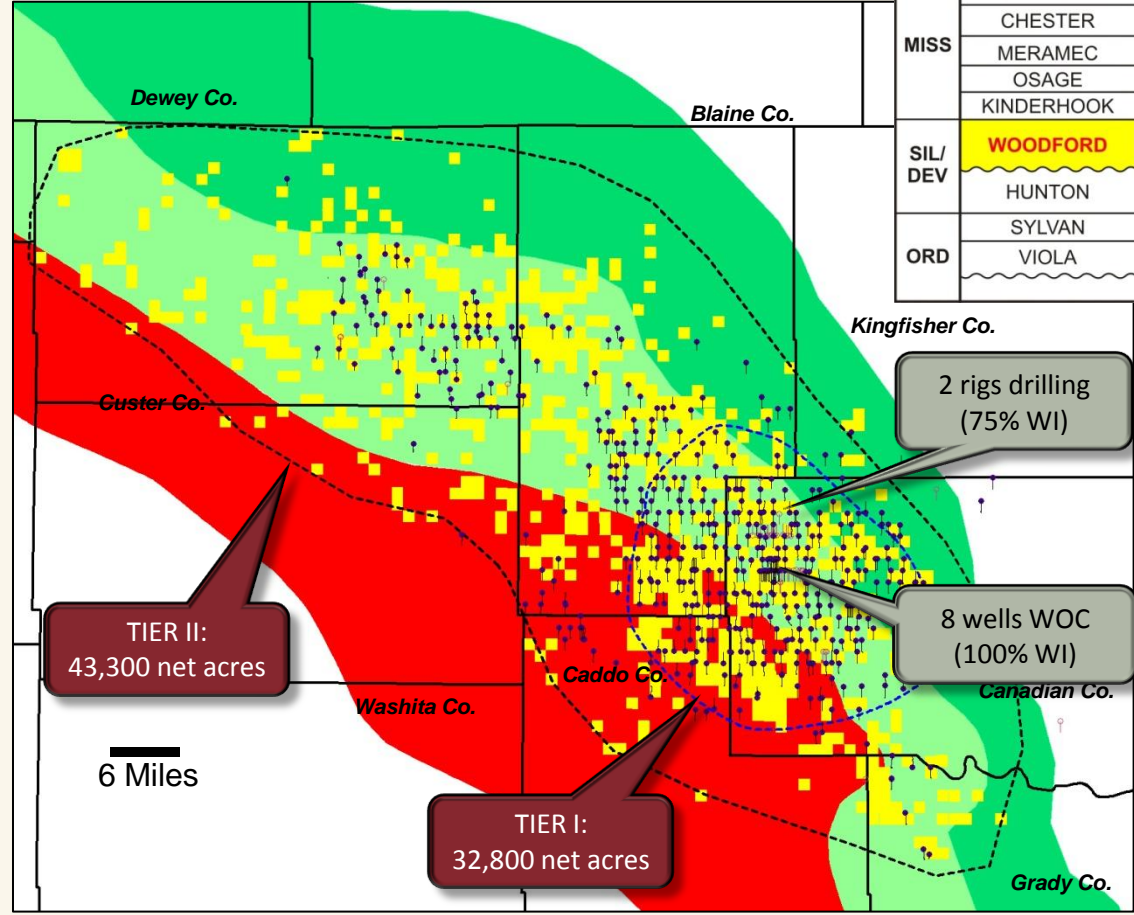 CHESTER
MISS
MERAMEC
OSAGE
KINDERHOOK
SIL/
DEV
WOODFORD
HUNTON
ORD
SYLVAN
VIOLA
Dewey Co.
Blaine Co.
Kingfisher Co.
2 rigs drilling
(75% WI)
Custer Co.
TIER II:
43,300 net acres
8 wells WOC
(100% WI)
Caddo Co.
Canadian Co.
Washita Co.
6 Miles
TIER I:
32,800 net acres
Grady Co.